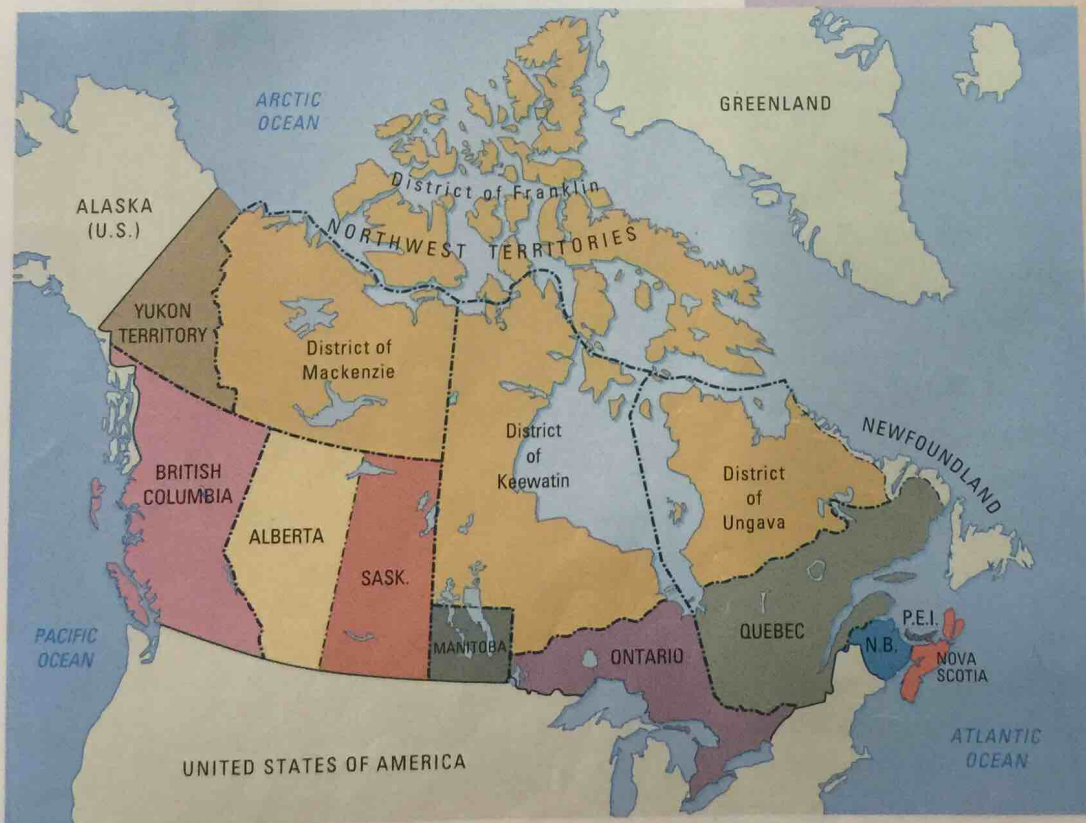 ARCTIC
OCEAN
GREENLAND
ALASKA
(U.S.)
District of Franklin
NORTHWEST TERRITORIES
YUKON
TERRITORY
District of
Mackenzie
District
of
Keewatin
NEWFOUNDLAND
BRITISH
COLUMBIA
District
of
Ungava
ALBERTA
SASK.
PACIFIC
OCEAN
MANITOBA
ONTARIO
QUEBEC
P.E.I.
N.B.
NOVA
SCOTIA
ATLANTIC
OCEAN
UNITED STATES OF AMERICA